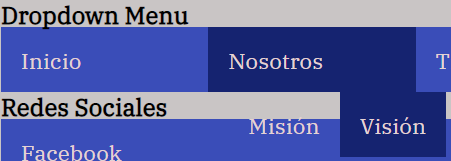 Dropdown Menu
Inicio Nosotros T
Redes Sociales
Misión Visión
Facebook